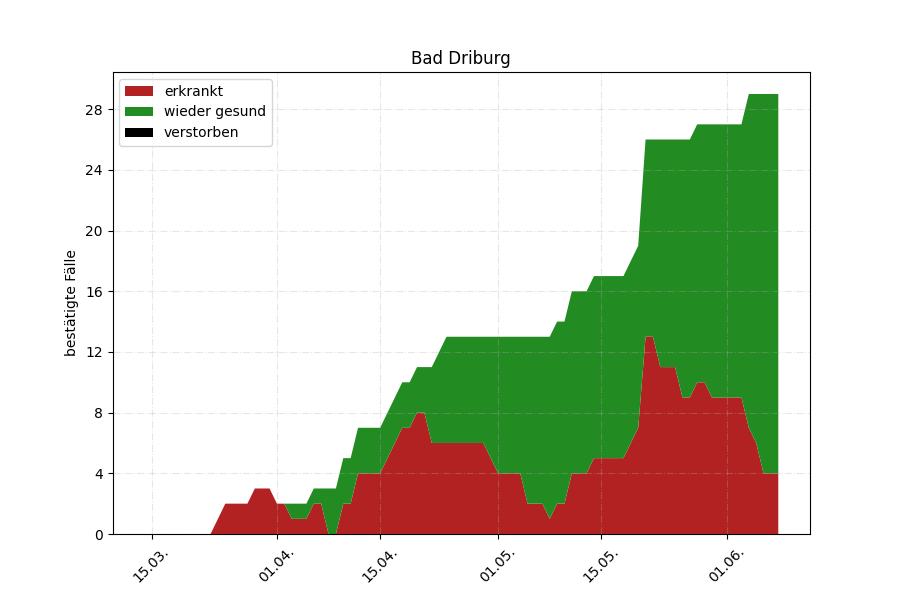 Bad Driburg
erkrankt
wieder gesund
verstorben
bestätigte Fälle
28
24
20
16
12
8
4
0
15.03.
01.04.
15.04.
01.05.
15.05.
01.06.